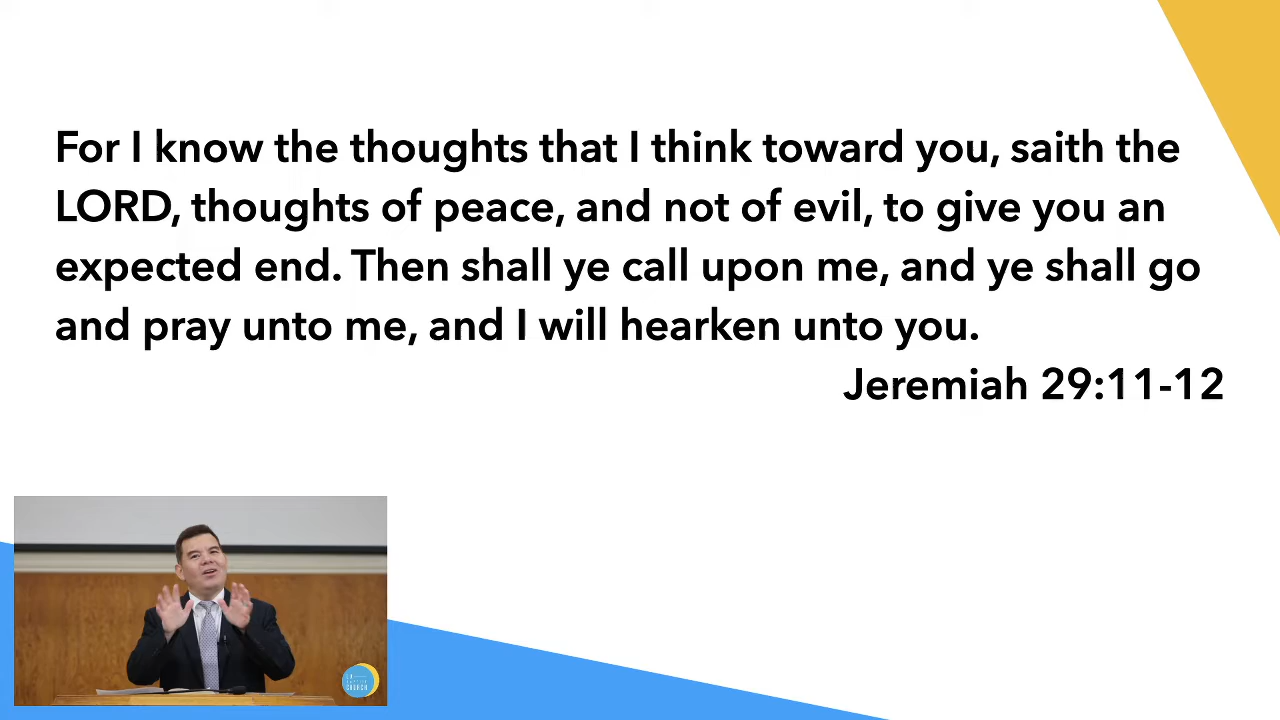 For I know the thoughts that I think toward you, saith the
LORD, thoughts of peace, and not of evil, to give you an
expected end. Then shall ye call upon me, and ye shall go
and pray unto me, and I will hearken unto you.
Jeremiah 29:11-12
CHURCH